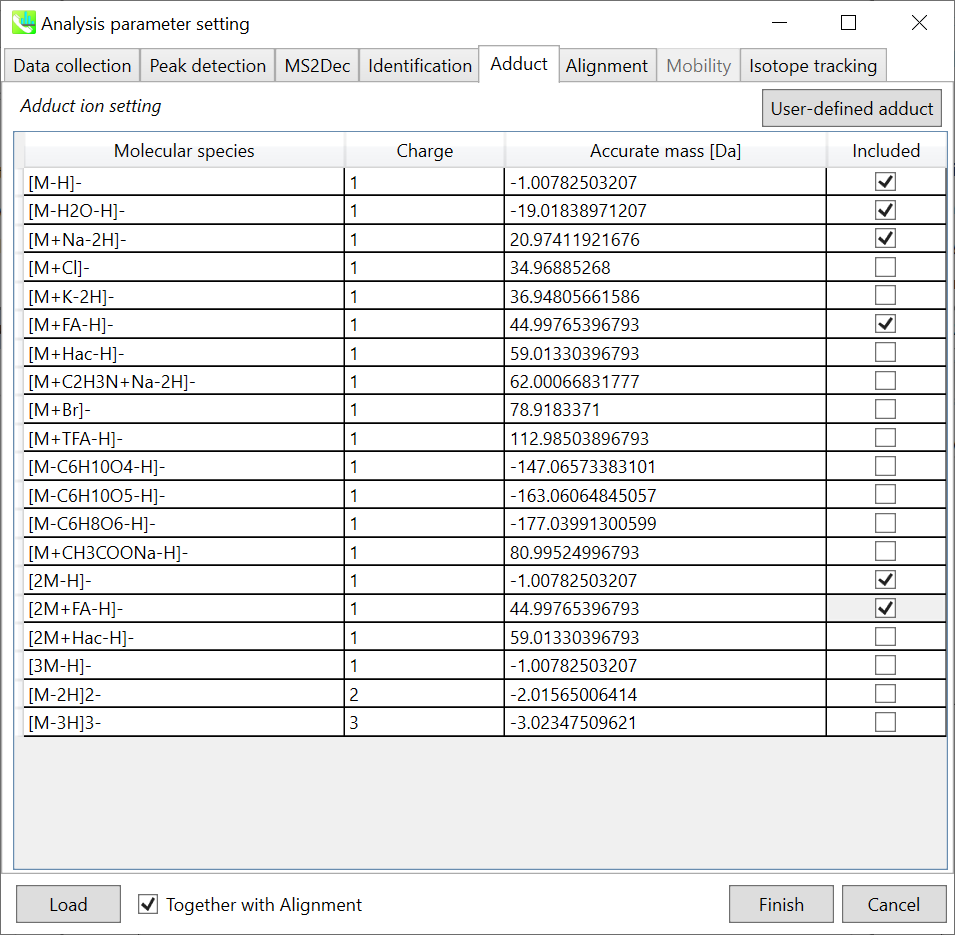 Analysis parameter setting
Data collection Peak detection MS2Dec Identification Adduct Alignment Mobility Isotope tracking
Adduct ion setting User-defined adduct
Molecular species Charge Accurate mass [Da] Included
[M-H]- 1 -1.00782503207
[M-H2O-H]- 1 -19.01838971207
[M+Na-2H]- 1 20.97411921676
[M+Cl]- 1 34.96885268
[M+K-2H]- 1 36.94805661586
[M+FA-H]- 1 44.99765396793
[M+Hac-H]- 1 59.01330396793
[M+C2H3N+Na-2H]- 1 62.00066831777
[M+Br]- 1 78.9183371
[M+TFA-H]- 1 112.98503896793
[M-C6H10O4-H]- 1 -147.06573383101
[M-C6H10O5-H]- 1 -163.06064845057
[M-C6H8O6-H]- 1 -177.03991300599
[M+CH3COONa-H]- 1 80.99524996793
[2M-H]- 1 -1.00782503207
[2M+FA-H]- 1 44.99765396793
[2M+Hac-H]- 1 59.01330396793
[3M-H]- 1 -1.00782503207
[M-2H]2- 2 -2.01565006414
[M-3H]3- 3 -3.02347509621
Load Together with Alignment Finish Cancel